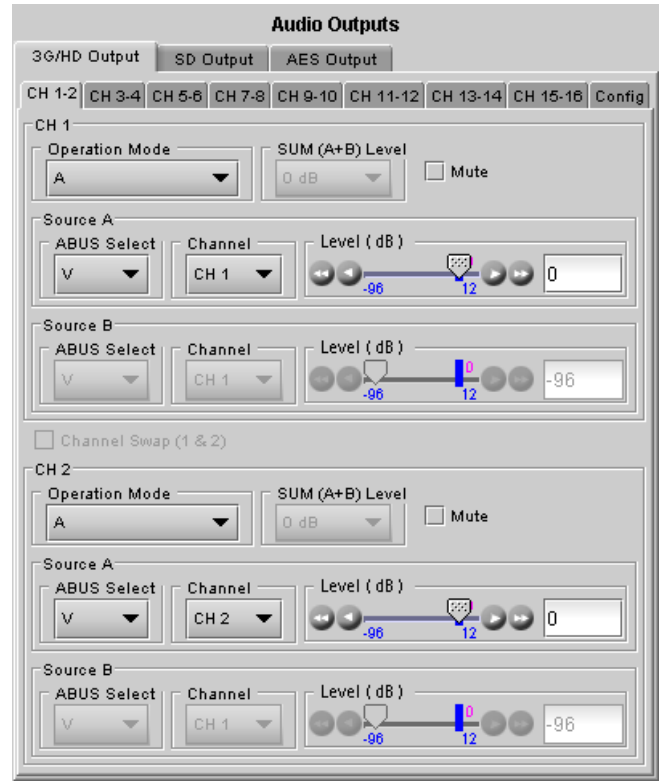 Audio Outputs
3G/HD Output SD Output AES Output
CH 1-2 CH 3-4 CH 5-6 CH 7-8 CH 9-10 CH 11-12 CH 13-14 CH 15-16 Config
CH 1
Operation Mode SUM (A+B) Level
A 0 dB Mute
Source A
ABUS Select Channel Level ( dB )
V CH 1 0
-96 12
Source B
ABUS Select Channel Level ( dB )
V CH 1 0 -96
-96 12
Channel Swap (1 & 2)
CH 2
Operation Mode SUM (A+B) Level
A 0 dB Mute
Source A
ABUS Select Channel Level ( dB )
V CH 2 0
-96 12
Source B
ABUS Select Channel Level ( dB )
V CH 1 0 -96
-96 12